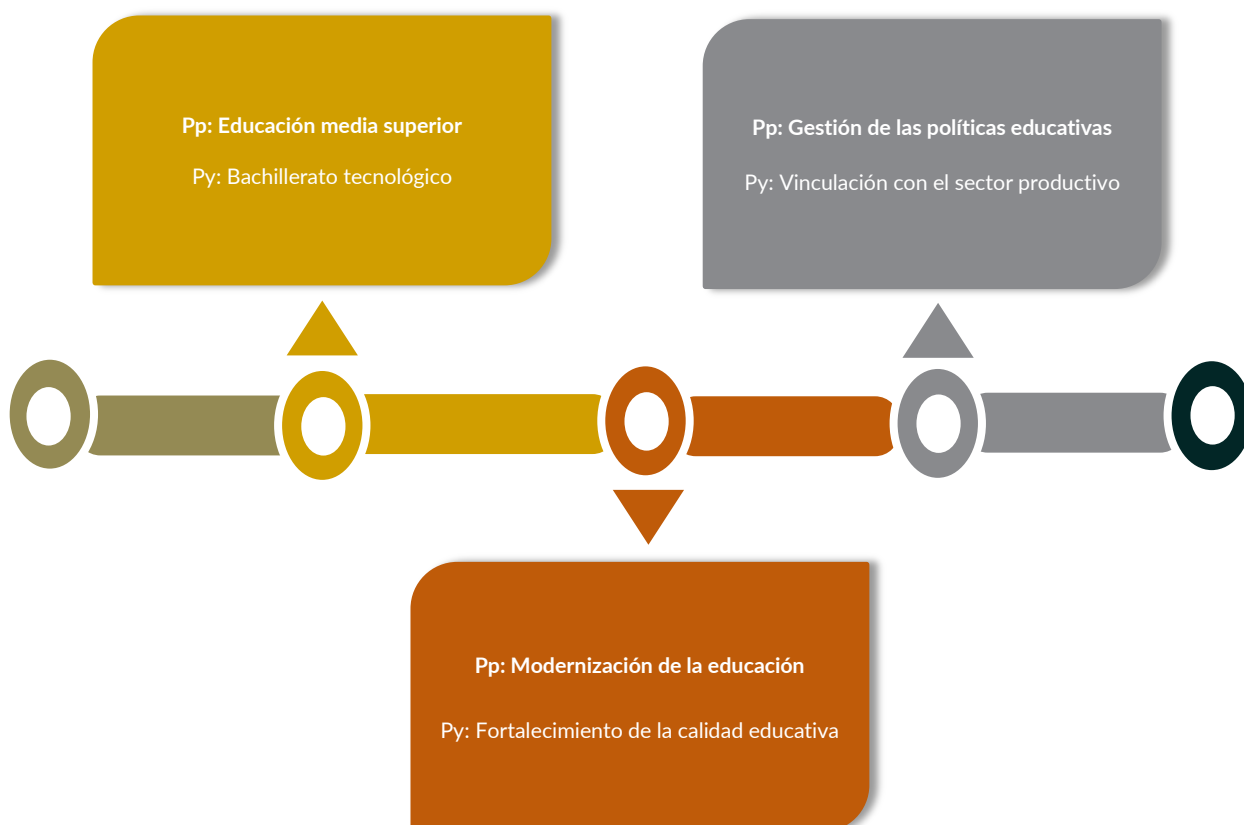 Pp: Educación media superior
Py: Bachillerato tecnológico
Pp: Gestión de las políticas educativas
Py: Vinculación con el sector productivo
Pp: Modernización de la educación
Py: Fortalecimiento de la calidad educativa